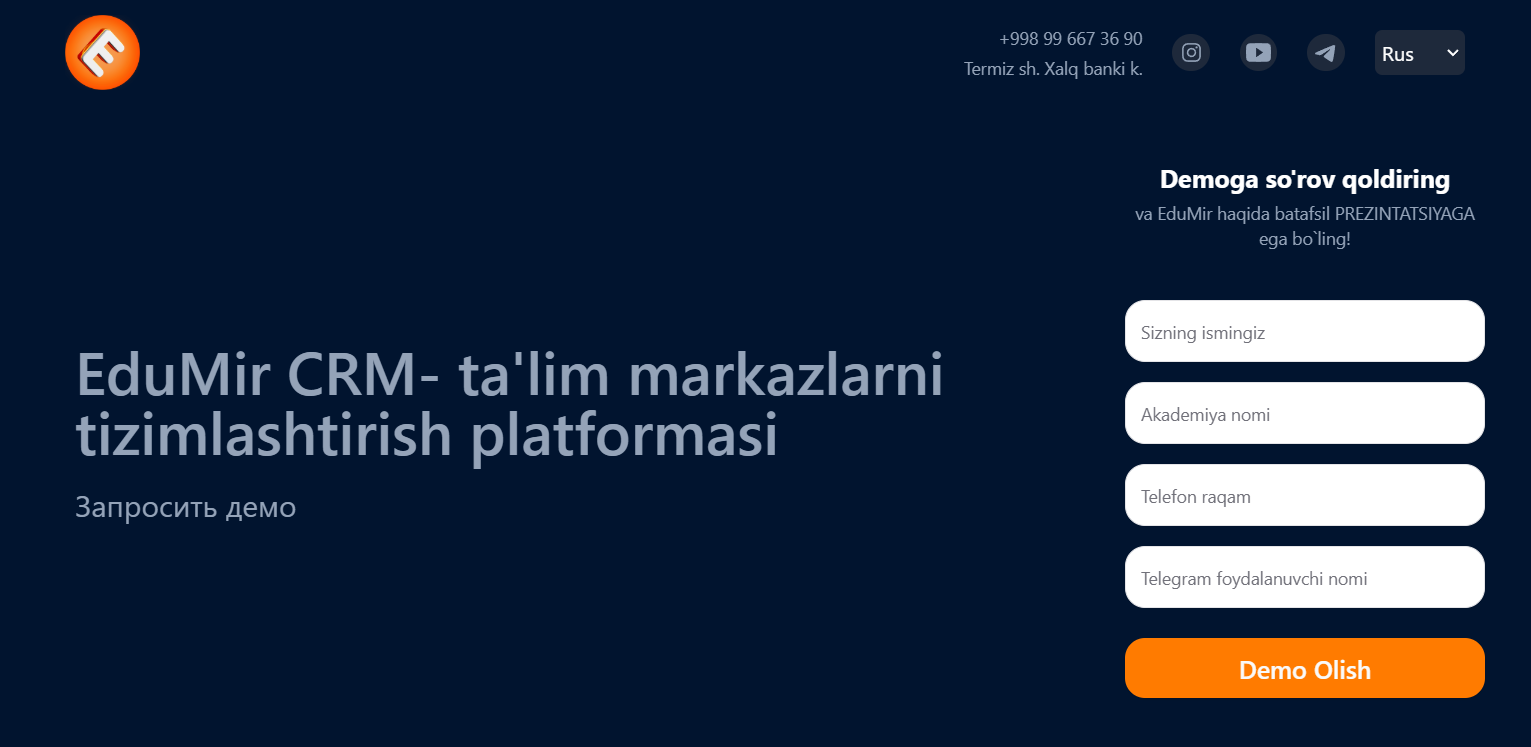 +998 99 667 36 90
Termiz sh. Xalq banki k.
Rus
Demoga so'rov qoldiring
va EduMir haqida batafsil PREZINTATSIYAGA
ega bo`ling!
Sizning ismingiz
Akademiya nomi
Telefon raqam
Telegram foydalanuvchi nomi
Demo Olish
EduMir CRM- ta'lim markazlarni
tizimlashtirish platformasi
Запросить демо